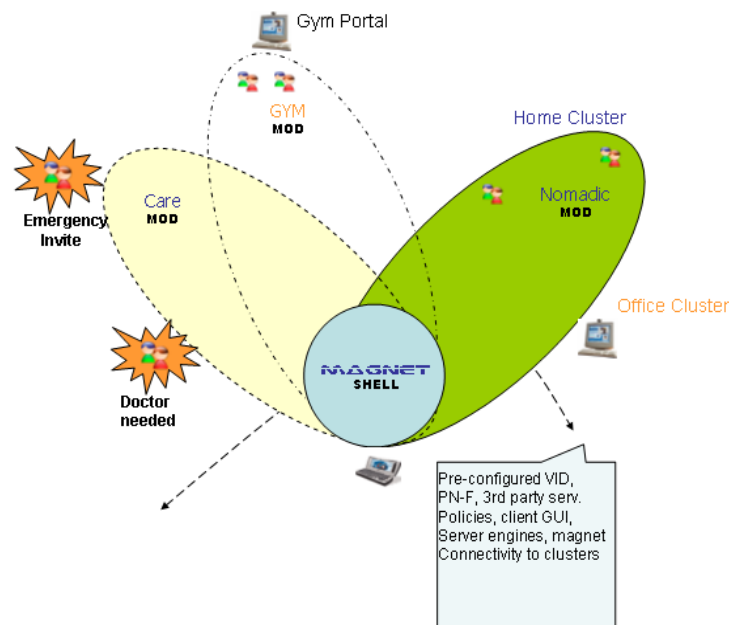 Gym Portal
GYM
MOD
Home Cluster
Care
MOD
Nomadic
MOD
Emergency
Invite
Office Cluster
MAGNET
SHELL
Doctor
needed
Pre-configured VID,
PN-F, 3rd party serv.
Policies, client GUI,
Server engines, magnet
Connectivity to clusters